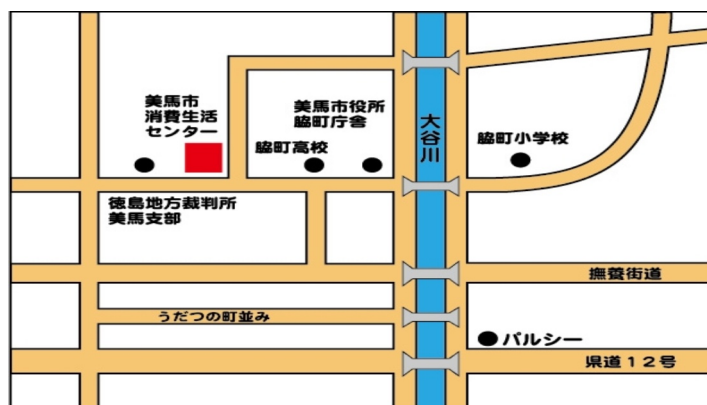 美馬市
消費生活
センター
美馬市役所
脇町庁舎
脇町高校
大谷川
脇町小学校
徳島地方裁判所
美馬支部
撫養街道
うだつの町並み
パルシー
県道12号